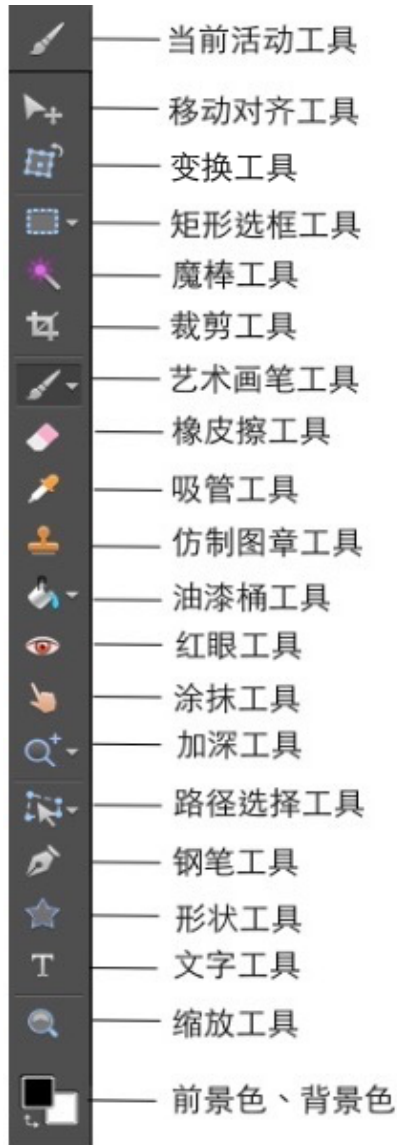 当前活动工具
移动对齐工具
变换工具
矩形选框工具
魔棒工具
裁剪工具
艺术画笔工具
橡皮擦工具
吸管工具
仿制图章工具
油漆桶工具
红眼工具
涂抹工具
加深工具
路径选择工具
钢笔工具
形状工具
T
文字工具
缩放工具
前景色、背景色